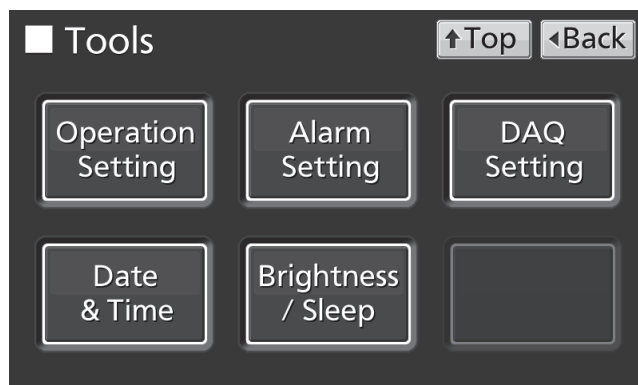 Tools
Top
Back
Operation
Setting
Alarm
Setting
DAQ
Setting
Date
& Time
Brightness
/ Sleep